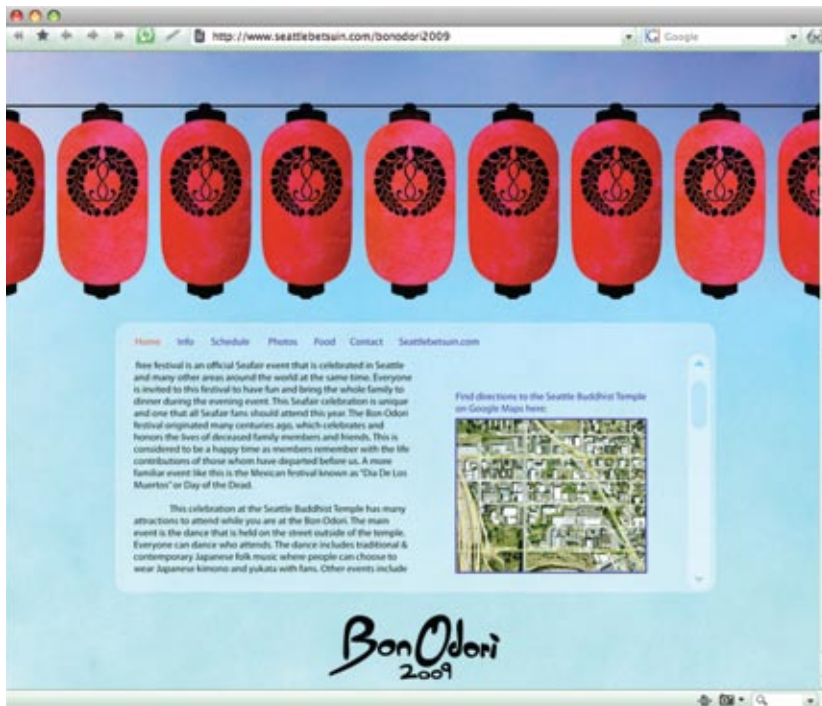 http://www.seattlebetsuin.com/bonodori2009
Google
Home Info Schedule Photos Food Contact Seattlebetsuin.com
free festival is an official Seafair event that is celebrated in Seattle
and many other areas around the world at the same time. Everyone
is invited to this festival to have fun and bring the whole family to
dinner during the evening event. This Seafair celebration is unique
and one that all Seafair fans should attend this year. The Bon Odori
festival originated many centuries ago, which celebrates and
honors the lives of deceased family members and friends. This is
considered to be a happy time as members remember with the life
contributions of those whom have departed before us. A more
familiar event like this is the Mexican festival known as "Dia De Los
Muertos" or Day of the Dead.
This celebration at the Seattle Buddhist Temple has many
attractions to attend while you are at the Bon Odori. The main
event is the dance that is held on the street outside of the temple.
Everyone can dance who attends. The dance includes traditional &
contemporary Japanese folk music where people can choose to
wear Japanese kimono and yukata with fans. Other events include
Find directions to the Seattle Buddhist Temple
on Google Maps here:
Bon Odori
2009